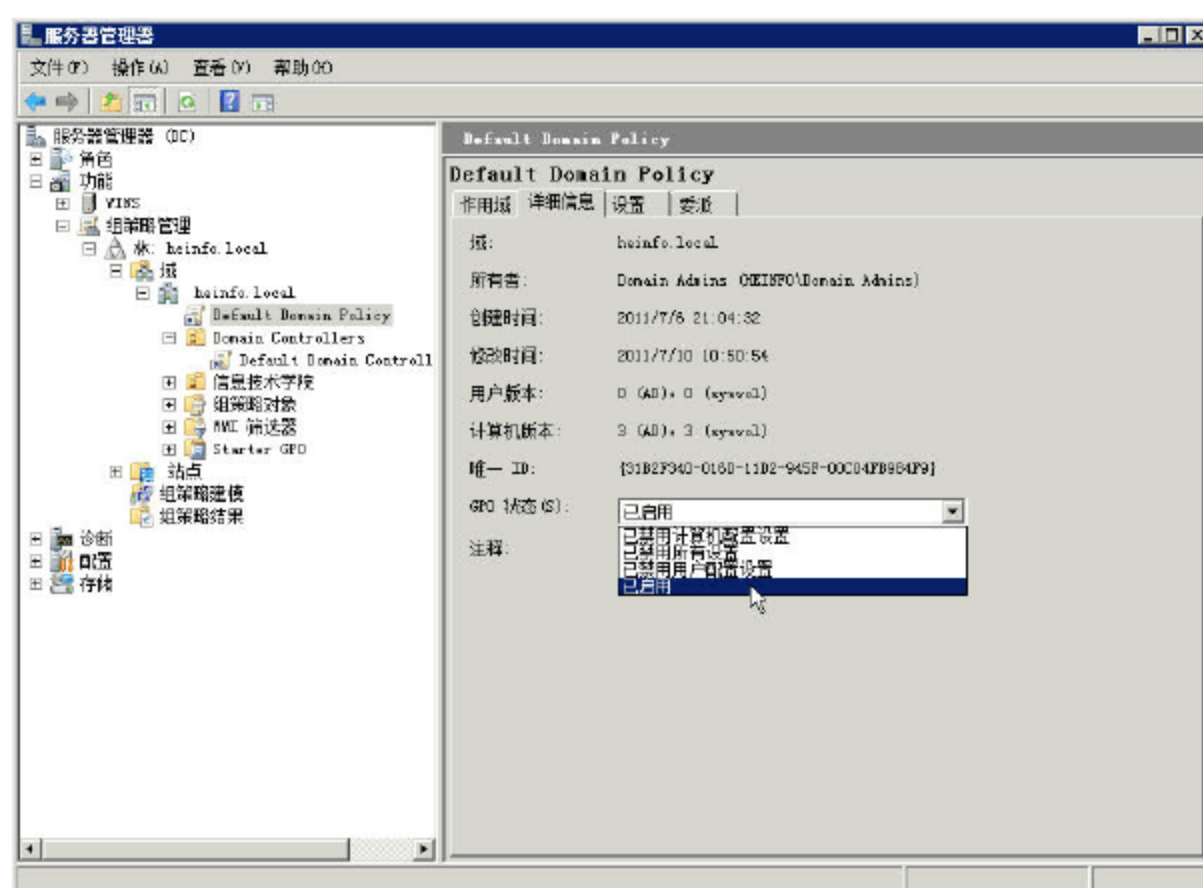 服务器管理器
文件(F) 操作(A) 查看(V) 帮助(H)
服务器管理器 (DC)
角色
功能
WINS
组策略管理
林: heinfo.local
域
heinfo.local
Default Domain Policy
Domain Controllers
Default Domain Controll
信息技术学院
组策略对象
WMI 筛选器
Starter GPO
站点
组策略建模
组策略结果
诊断
配置
存储
Default Domain Policy
Default Domain Policy
作用域 详细信息 设置 委派
域: heinfo.local
所有者: Domain Admins (HEINFO\Domain Admins)
创建时间: 2011/7/6 21:04:32
修改时间: 2011/7/10 10:50:54
用户版本: 0 (AD), 0 (sysvol)
计算机版本: 3 (AD), 3 (sysvol)
唯一 ID: {31B2F340-016D-11D2-945F-00C04FB984F9}
GPO 状态(S): 已启用
已禁用计算机配置设置
已禁用所有设置
已禁用用户配置设置
已启用
注释: